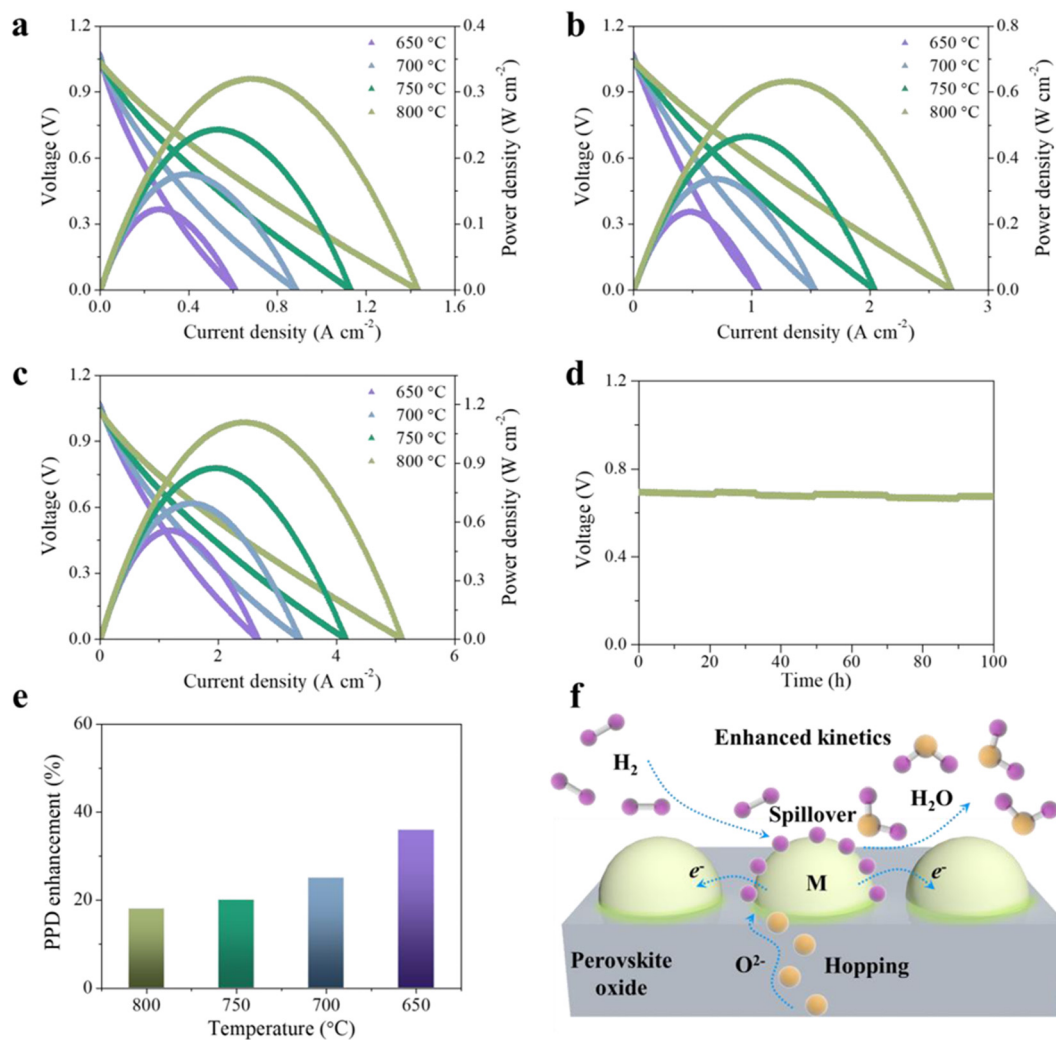 a
1.2
0.9
0.6
0.3
0.0
Voltage (V)
0.4
0.3
0.2
0.1
0.0
Power density (W cm⁻²)
650 °C
700 °C
750 °C
800 °C
0.0 0.4 0.8 1.2 1.6
Current density (A cm⁻²)
b
1.2
0.9
0.6
0.3
0.0
Voltage (V)
0.8
0.6
0.4
0.2
0.0
Power density (W cm⁻²)
650 °C
700 °C
750 °C
800 °C
0 1 2 3
Current density (A cm⁻²)
c
1.2
0.9
0.6
0.3
0.0
Voltage (V)
1.2
0.9
0.6
0.3
0.0
Power density (W cm⁻²)
650 °C
700 °C
750 °C
800 °C
0 2 4 6
Current density (A cm⁻²)
d
1.2
0.8
0.4
0.0
Voltage (V)
0 20 40 60 80 100
Time (h)
e
60
40
20
0
PPD enhancement (%)
800 750 700 650
Temperature (°C)
f
Enhanced kinetics
H₂
Spillover
H₂O
e⁻
M
e⁻
Perovskite
oxide
O²⁻
Hopping